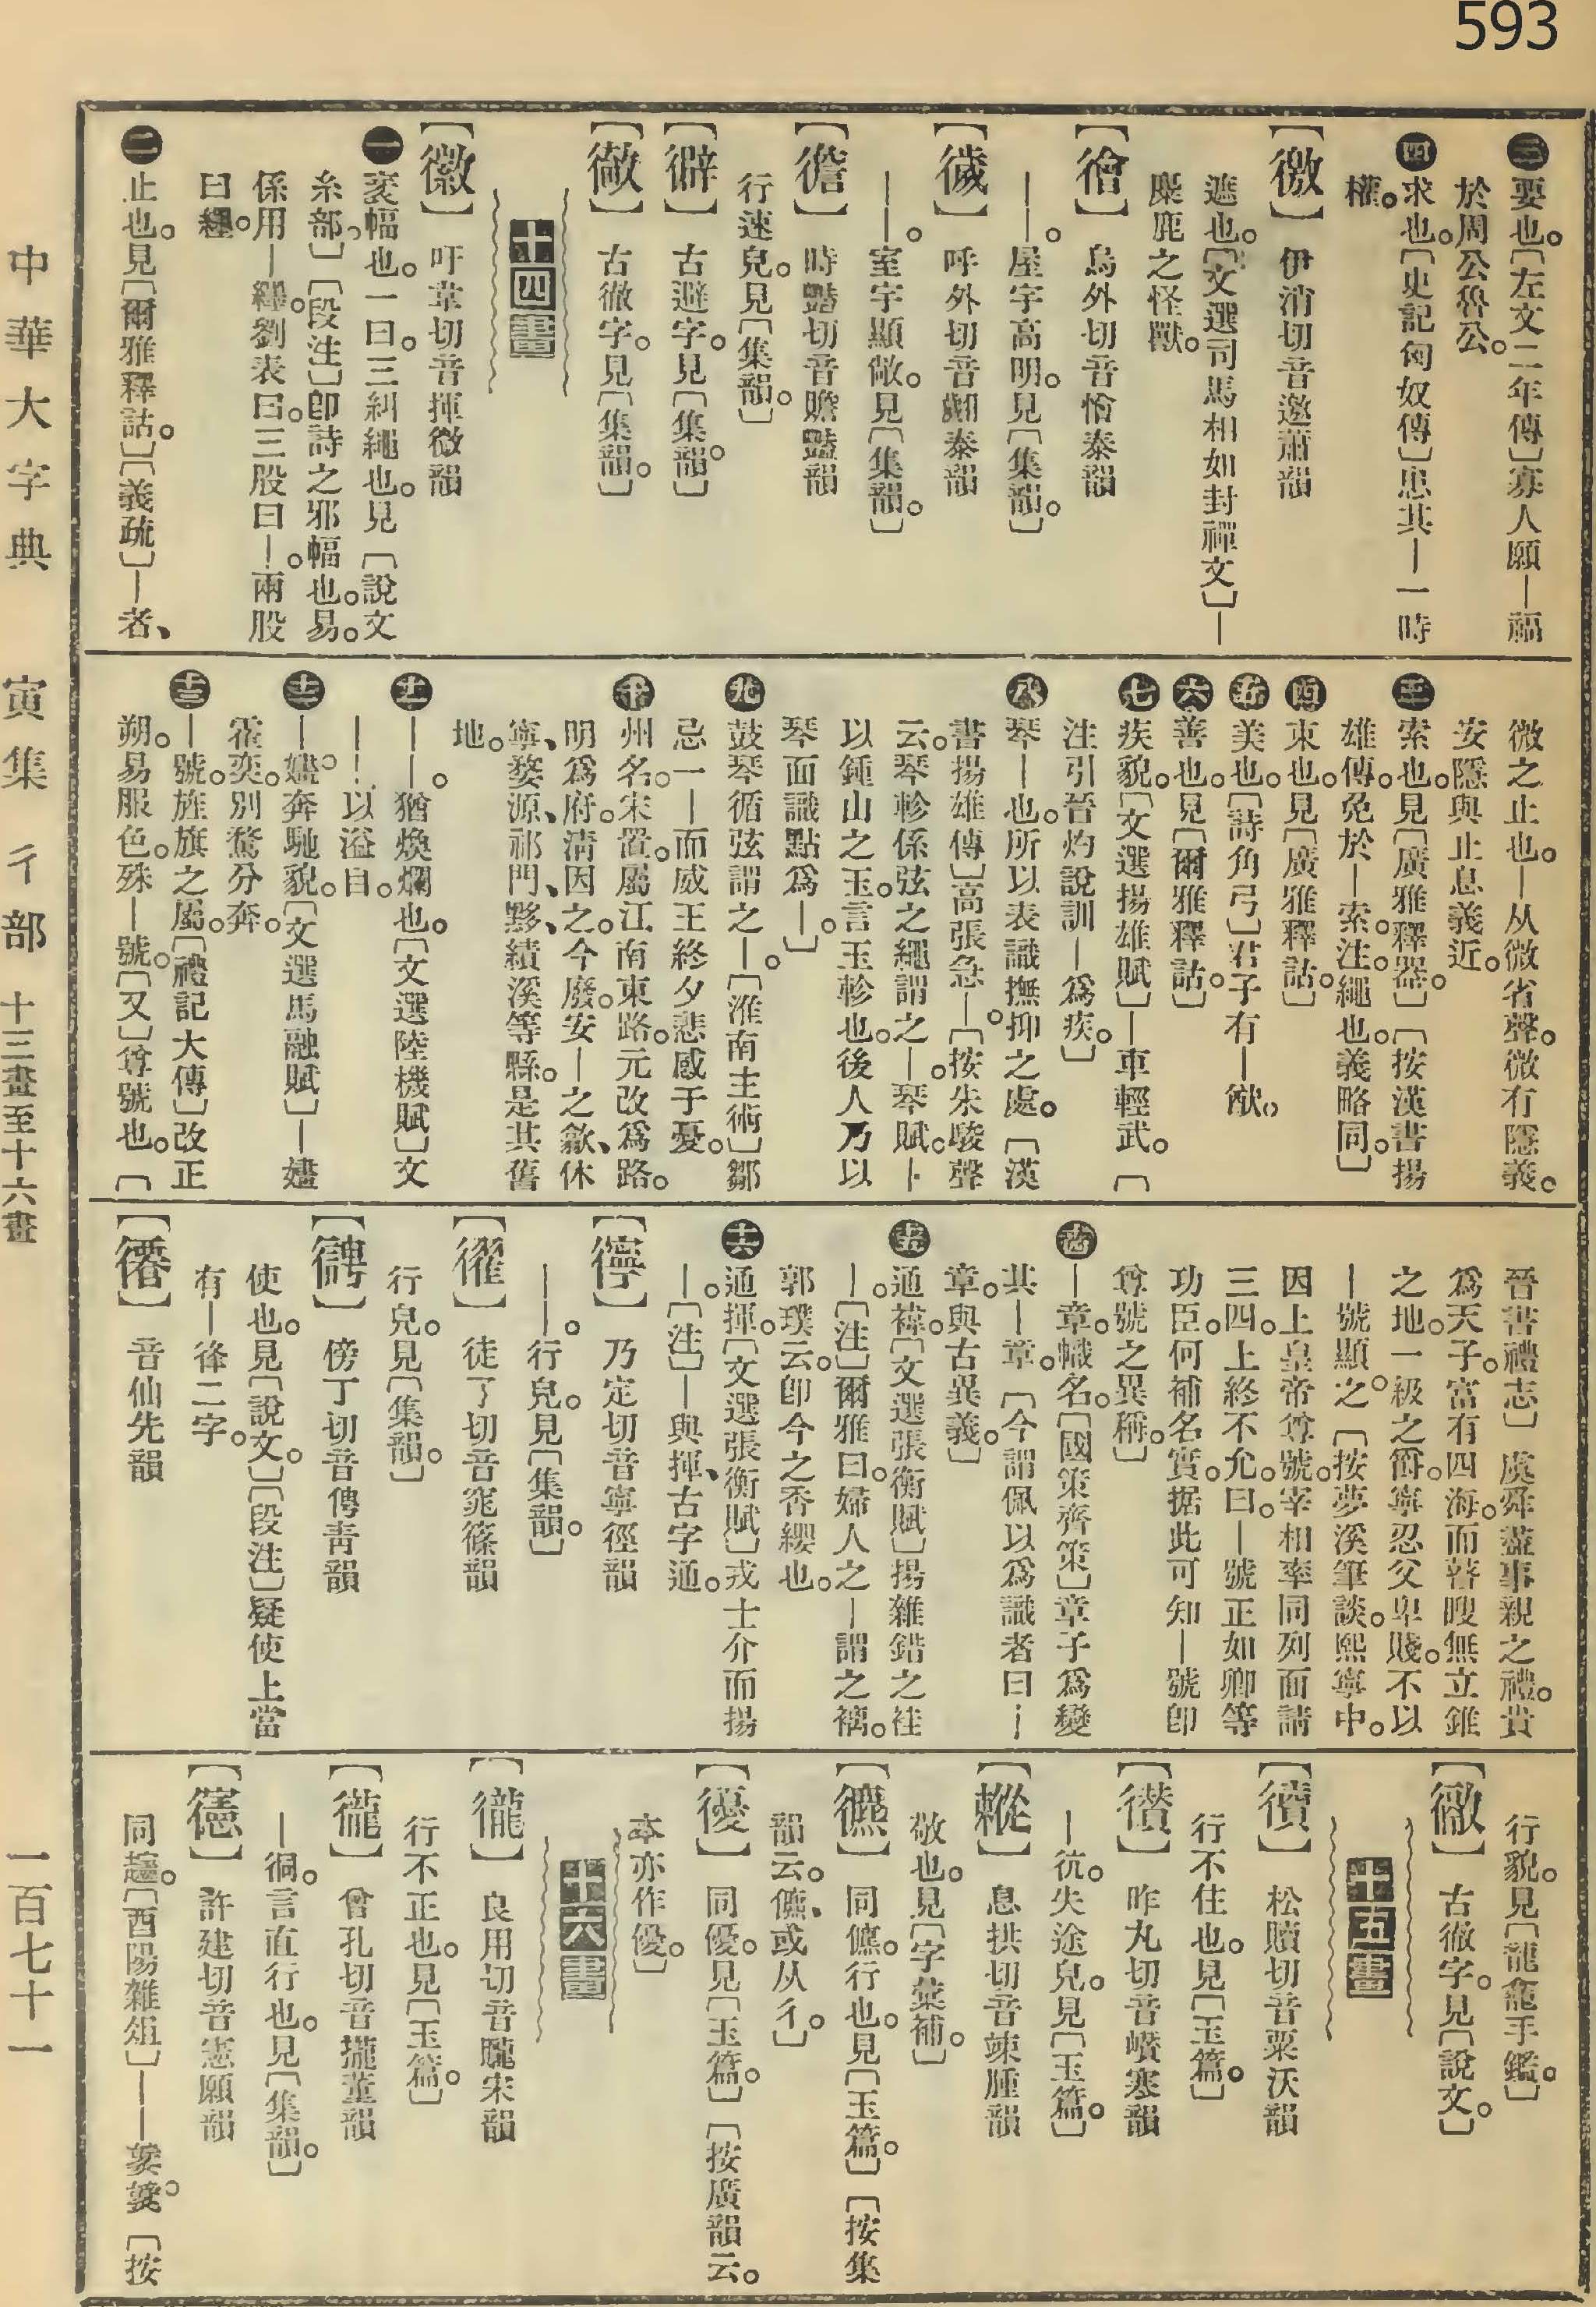 593
㊂要也。〔左文二年傳〕寡人願—福
於周公魯公。
㊃求也。〔史記匈奴傳〕患其—一時
權。
【徼】伊消切音邀蕭韻
遮也。〔文選司馬相如封禪文〕—
麋鹿之怪獸。
【𢖏】烏外切音懀泰韻
——。屋宇高明。見〔集韻。〕
【𢖩】呼外切音翽泰韻
——。室宇顯敞。見〔集韻。〕
【𢕻】時豔切音贍豔韻
行速皃。見〔集韻。〕
【𢕾】古避字。見〔集韻。〕
古徹字。見〔集韻。〕
十四畫
【徽】吁韋切音揮微韻
㊀衺幅也。一曰。三糾繩也。見〔說文
糸部。〕〔段注〕卽詩之邪幅也。易。
係用—纆。劉表曰。三股曰—。兩股
曰纆。
㊁止也。見〔爾雅釋詁。〕〔義疏〕—者、
微之止也。—从微省聲。微有隱義。
安隱與止息義近。
㊂索也。見〔廣雅釋器。〕〔按漢書揚
雄傳。免於—索。注。繩也。義略同。〕
㊃束也。見〔廣雅釋詁。〕
㊄美也。〔詩角弓〕君子有—猷。
㊅善也。見〔爾雅釋詁。〕
㊆疾貌。〔文選揚雄賦〕—車輕武。〔
注引晉灼說訓—爲疾。〕
㊇琴—也。所以表識撫抑之處。〔漢
書揚雄傳〕高張急—。〔按朱駿聲
云。琴軫係弦之繩謂之—。琴賦。—
以鍾山之玉。言玉軫也。後人乃以
琴面識點爲—。〕
㊈鼓琴循弦謂之—。〔淮南主術〕鄒
忌一—而威王終夕悲感于憂。
㊉州名。宋置。屬江南東路。元改爲路。
明爲府。淸因之。今廢。安—之歙、休
寧、婺源、祁門、黟、績溪等縣。是其舊
地。
十一——。猶煥爛也。〔文選陸機賦〕文
——以溢目。
十二—嫿。奔馳貌。〔文選馬融賦〕—嫿
霍奕。別騖分奔。
十三—號。旌旗之屬。〔禮記大傳〕改正
朔。易服色。殊—號。〔又〕尊號也。〔
晉書禮志〕虞舜盡事親之禮。貴
爲天子。富有四海。而瞽瞍無立錐
之地。一級之爵。寧忍父卑賤。不以
—號顯之。〔按夢溪筆談。熙寧中。
因上皇帝尊號。宰相率同列面請
三四。上終不允。曰。—號正如卿等
功臣。何補名實。据此可知—號卽
尊號之異稱。〕
十四—章。幟名。〔國策齊策〕章子爲變
其—章。〔今謂佩以爲識者曰—
章。與古異義。〕
十五通褘。〔文選張衡賦〕揚雜錯之袿
—。〔注〕爾雅曰。婦人之—謂之褵。
郭璞云。卽今之香纓也。
十六通揮。〔文選張衡賦〕戎士介而揚
—。〔注〕—與揮、古字通。
乃定切音寧徑韻
——。行皃。見〔集韻。〕
徒了切音窕篠韻
行皃。見〔集韻。〕
傍丁切音傳靑韻
使也。見〔說文。〕〔段注〕疑使上當
有—夆二字。
音仙先韻
行貌。見〔龍龕手鑑。〕
古徹字。見〔說文。〕
十五畫
松贖切音粟沃韻
行不住也。見〔玉篇。〕
昨丸切音巑寒韻
—彷。失途皃。見〔玉篇。〕
息拱切音竦腫韻
敬也。見〔字彙補。〕
同儦。行也。見〔玉篇。〕〔按集
韻云。儦、或从彳。〕
同優。見〔玉篇。〕〔按廣韻云。
本亦作優。〕
十六畫
良用切音朧宋韻
行不正也。見〔玉篇。〕
魯孔切音攏董韻
—徊。言直行也。見〔集韻。〕
許建切音憲願韻
同趯。〔酉陽雜俎〕———婪婪。〔按
中華大字典　寅集　彳部　十三畫至十六畫　一百七十一